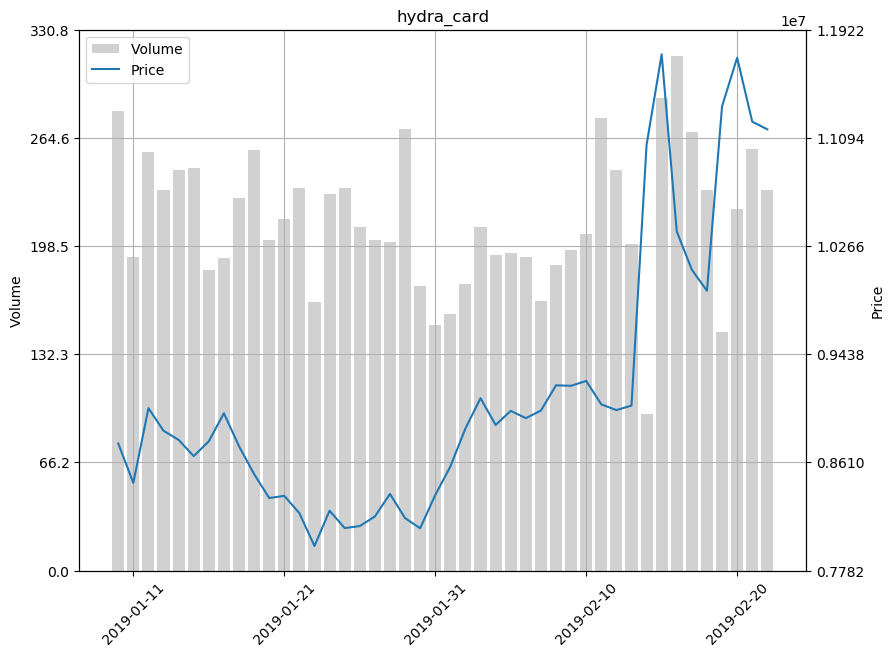 hydra_card
1e7
330.8
264.6
198.5
132.3
66.2
0.0
Volume
Volume
Price
1.1922
1.1094
1.0266
0.9438
0.8610
0.7782
Price
2019-01-11
2019-01-21
2019-01-31
2019-02-10
2019-02-20